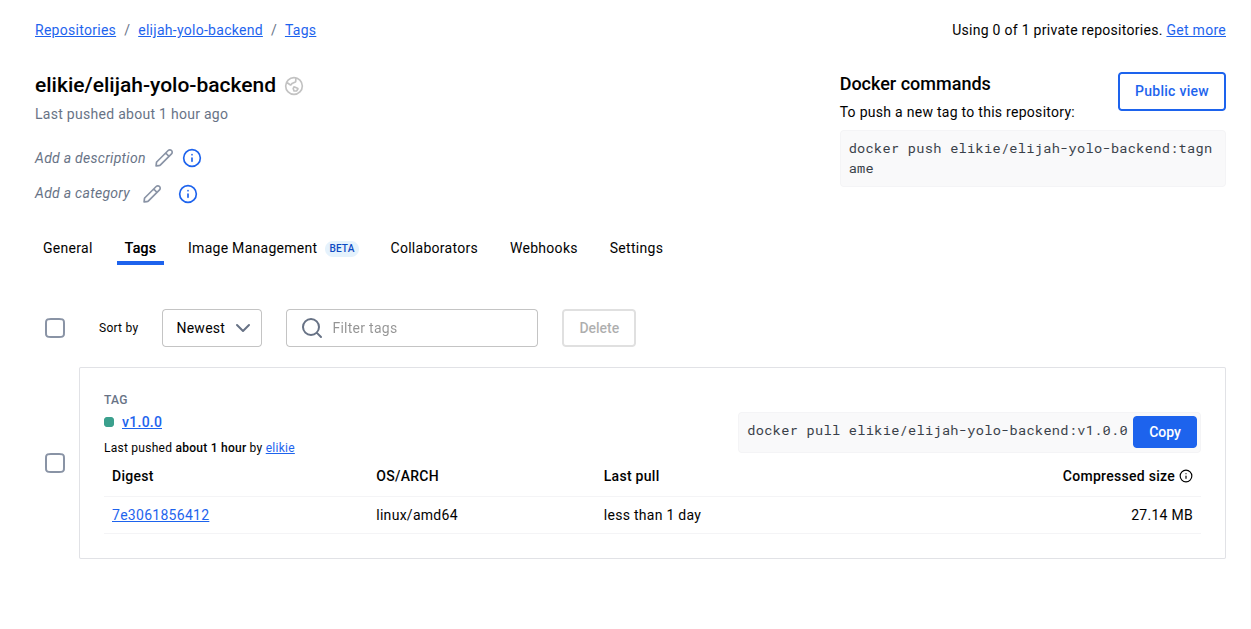 Repositories / elijah-yolo-backend / Tags
Using 0 of 1 private repositories. Get more
elikie/elijah-yolo-backend
Last pushed about 1 hour ago
Add a description
Add a category
Docker commands
Public view
To push a new tag to this repository:
docker push elikie/elijah-yolo-backend:tagn
ame
General Tags Image Management BETA Collaborators Webhooks Settings
Sort by Newest Filter tags Delete
TAG
v1.0.0
Last pushed about 1 hour by elikie
docker pull elikie/elijah-yolo-backend:v1.0.0 Copy
Digest OS/ARCH Last pull Compressed size
7e3061856412 linux/amd64 less than 1 day 27.14 MB